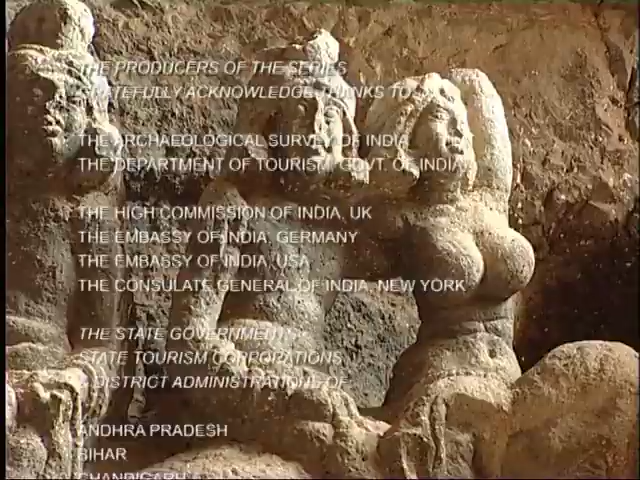 THE PRODUCERS OF THE SERIES
GRATEFULLY ACKNOWLEDGE THANKS TO
THE ARCHAEOLOGICAL SURVEY OF INDIA
THE DEPARTMENT OF TOURISM, GOVT. OF INDIA
THE HIGH COMMISSION OF INDIA, UK
THE EMBASSY OF INDIA, GERMANY
THE EMBASSY OF INDIA, USA
THE CONSULATE GENERAL OF INDIA, NEW YORK
THE STATE GOVERNMENTS
STATE TOURISM CORPORATIONS
& DISTRICT ADMINISTRATIONS OF
ANDHRA PRADESH
BIHAR
CHANDIGARH